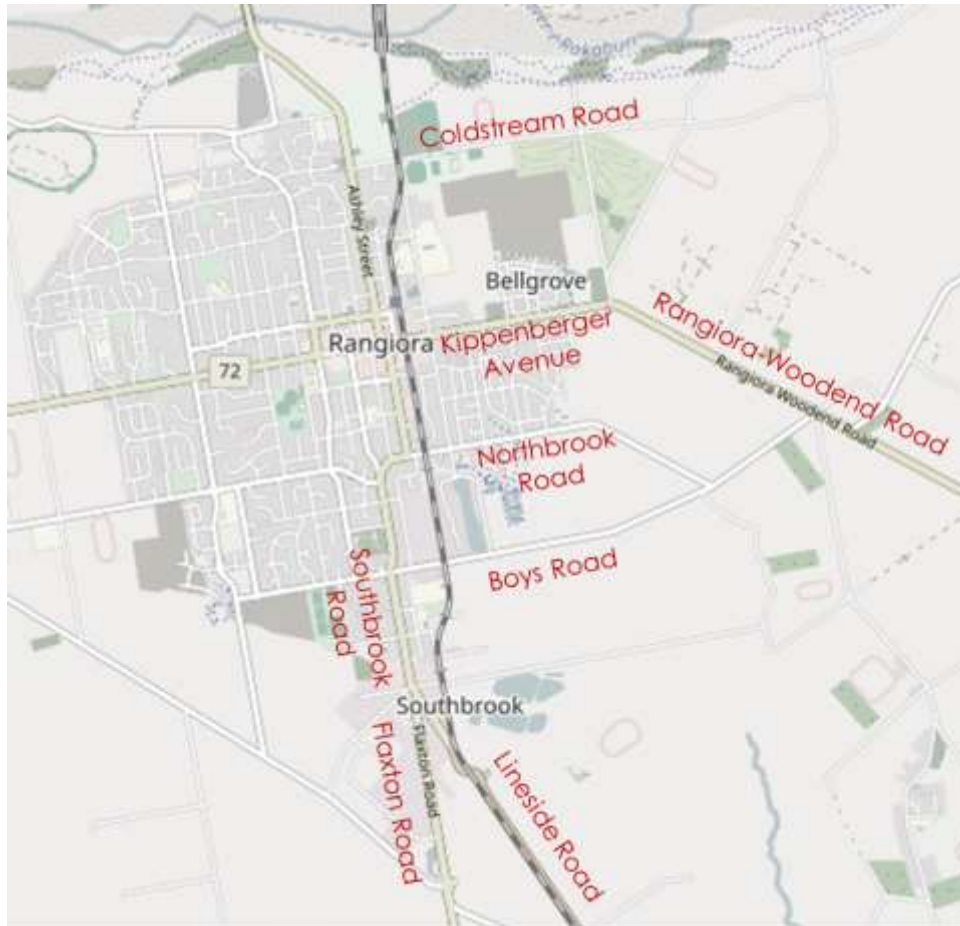 Coldstream Road
Ashley Street
Bellgrove
Rangiora
Kippenberger
Avenue
72
Rangiora-Woodend Road
Rangiora Woodend Road
Northbrook
Road
Boys Road
Southbrook
Road
Southbrook
Flaxton Road
Flaxton Road
Lineside Road